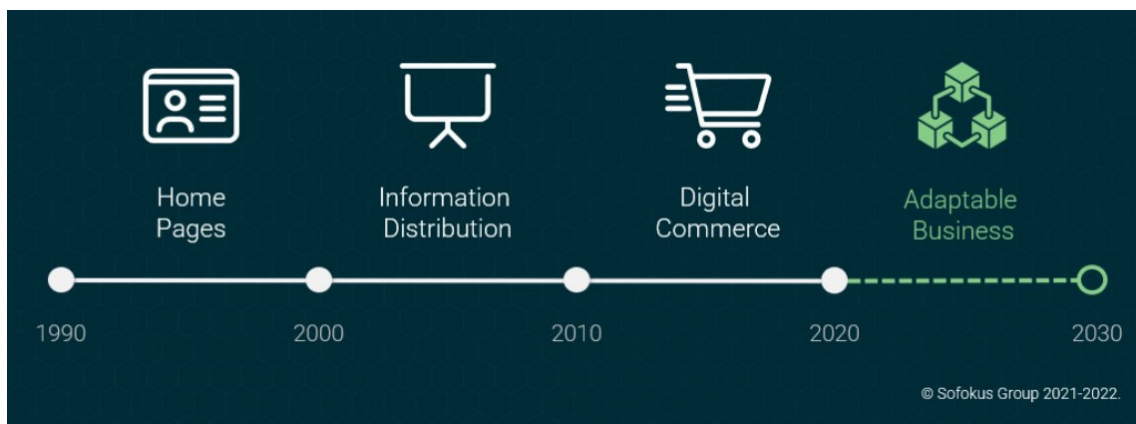 Home
Pages
Information
Distribution
Digital
Commerce
Adaptable
Business
1990
2000
2010
2020
2030
© Sofokus Group 2021-2022.